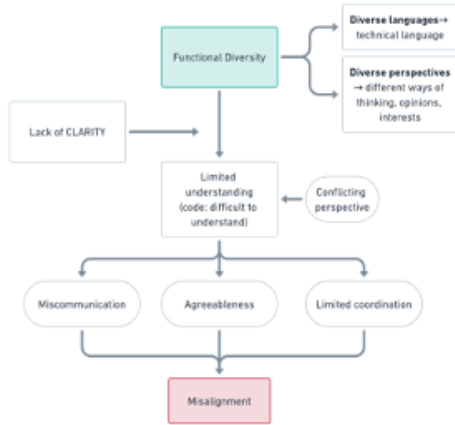 Diverse languages→
technical language
Functional Diversity
Diverse perspectives
→ different ways of
thinking, opinions,
interests
Lack of CLARITY
Limited
understanding
(code: difficult to
understand)
Conflicting
perspective
Miscommunication
Agreeableness
Limited coordination
Misalignment